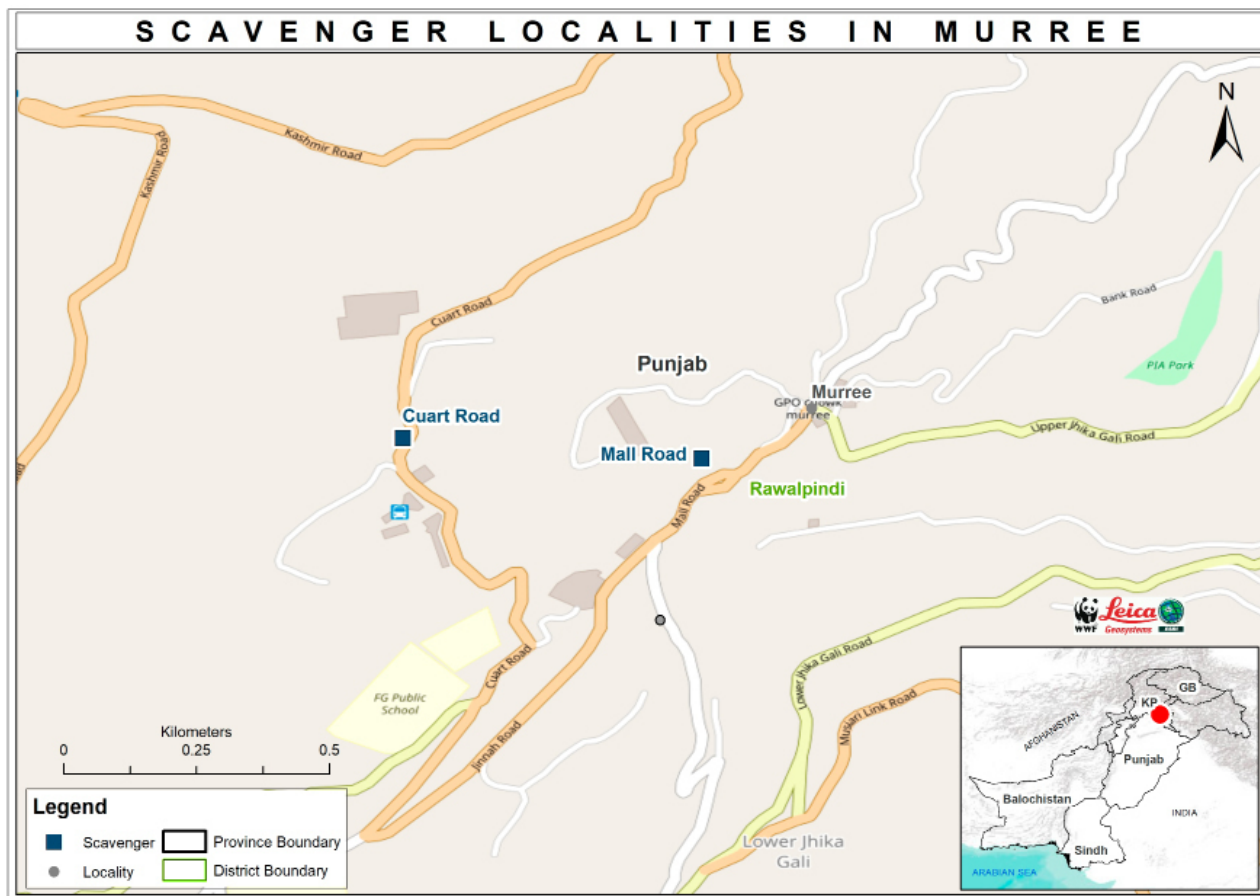 SCAVENGER LOCALITIES IN MURREE
N
Kashmir Road
Kashmir Road
Cuart Road
Bank Road
PIA Park
Punjab
Murree
GPO chowk
murree
Cuart Road
Mall Road
Upper Jhika Gali Road
Rawalpindi
Mall Road
Lower Jhika Gali Road
Cuart Road
FG Public
School
Jinnah Road
Musiari Link Road
Lower Jhika
Gali
WWF
Leica
Geosystems
Kilometers
0 0.25 0.5
Legend
Scavenger
Province Boundary
Locality
District Boundary
GB
KP
AFGHANISTAN
Punjab
Balochistan
INDIA
Sindh
ARABIAN SEA